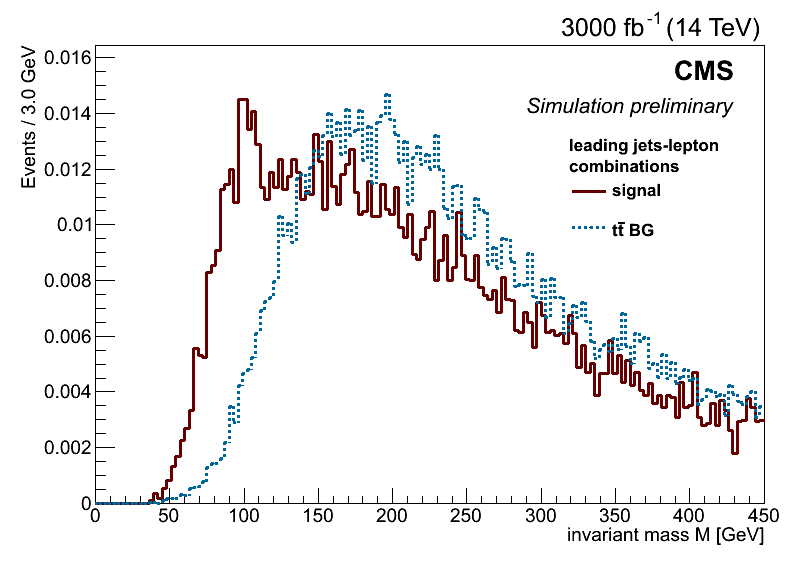 3000 fb⁻¹ (14 TeV)
Events / 3.0 GeV
0.016
0.014
0.012
0.01
0.008
0.006
0.004
0.002
0
CMS
Simulation preliminary
leading jets-lepton
combinations
signal
tt̄ BG
0 50 100 150 200 250 300 350 400 450
invariant mass M [GeV]